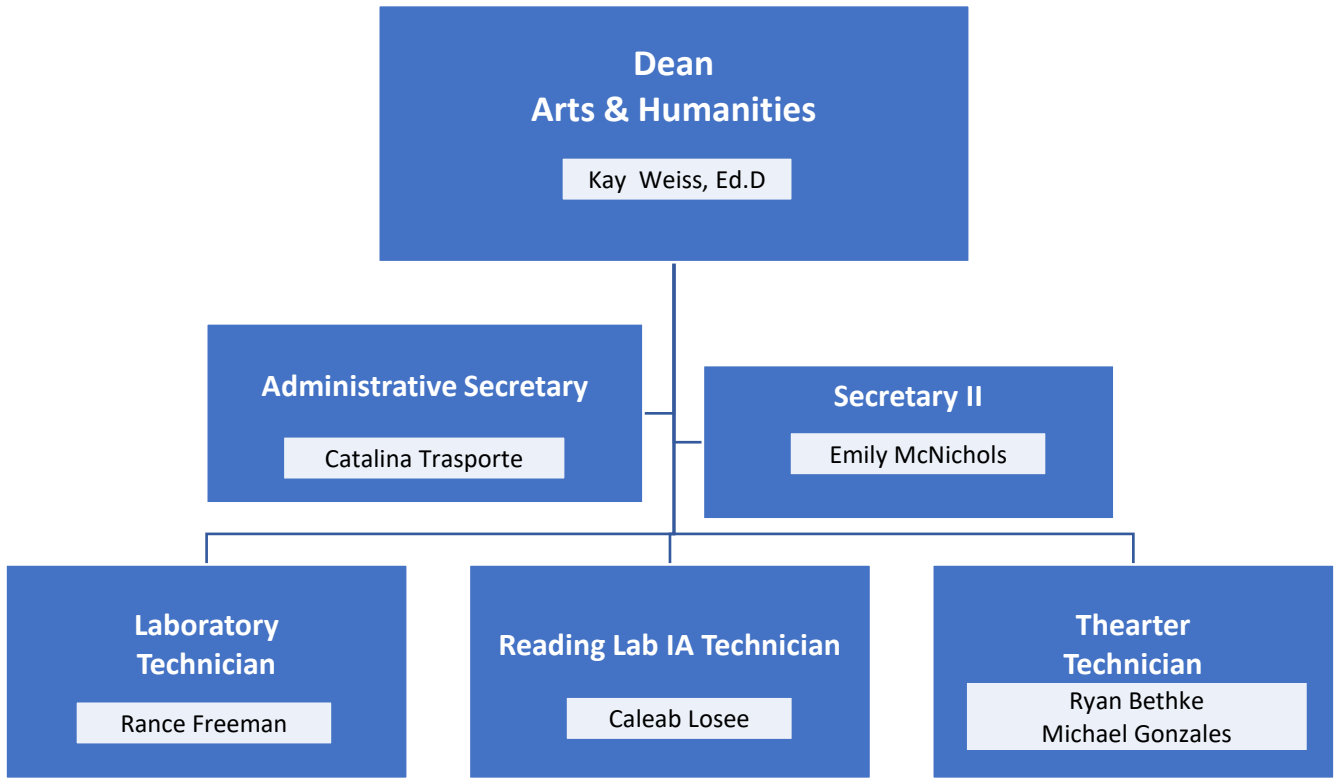 Dean
Arts & Humanities
Kay  Weiss, Ed.D
Administrative Secretary
Catalina Trasporte
Secretary II
Emily McNichols
Laboratory
Technician
Rance Freeman
Reading Lab IA Technician
Caleab Losee
Thearter
Technician
Ryan Bethke
Michael Gonzales